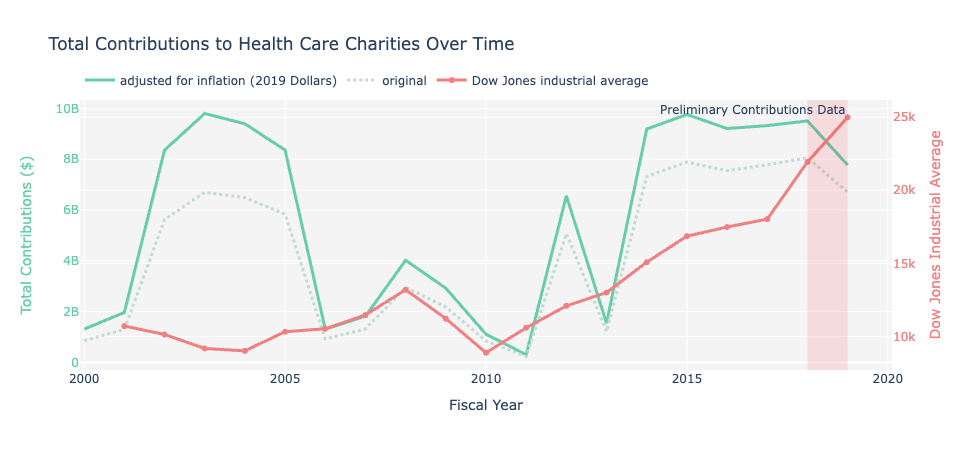 Total Contributions to Health Care Charities Over Time
adjusted for inflation (2019 Dollars) original Dow Jones industrial average
Preliminary Contributions Data
Total Contributions ($)
10B
8B
6B
4B
2B
0
25k
20k
15k
10k
Dow Jones Industrial Average
2000 2005 2010 2015 2020
Fiscal Year